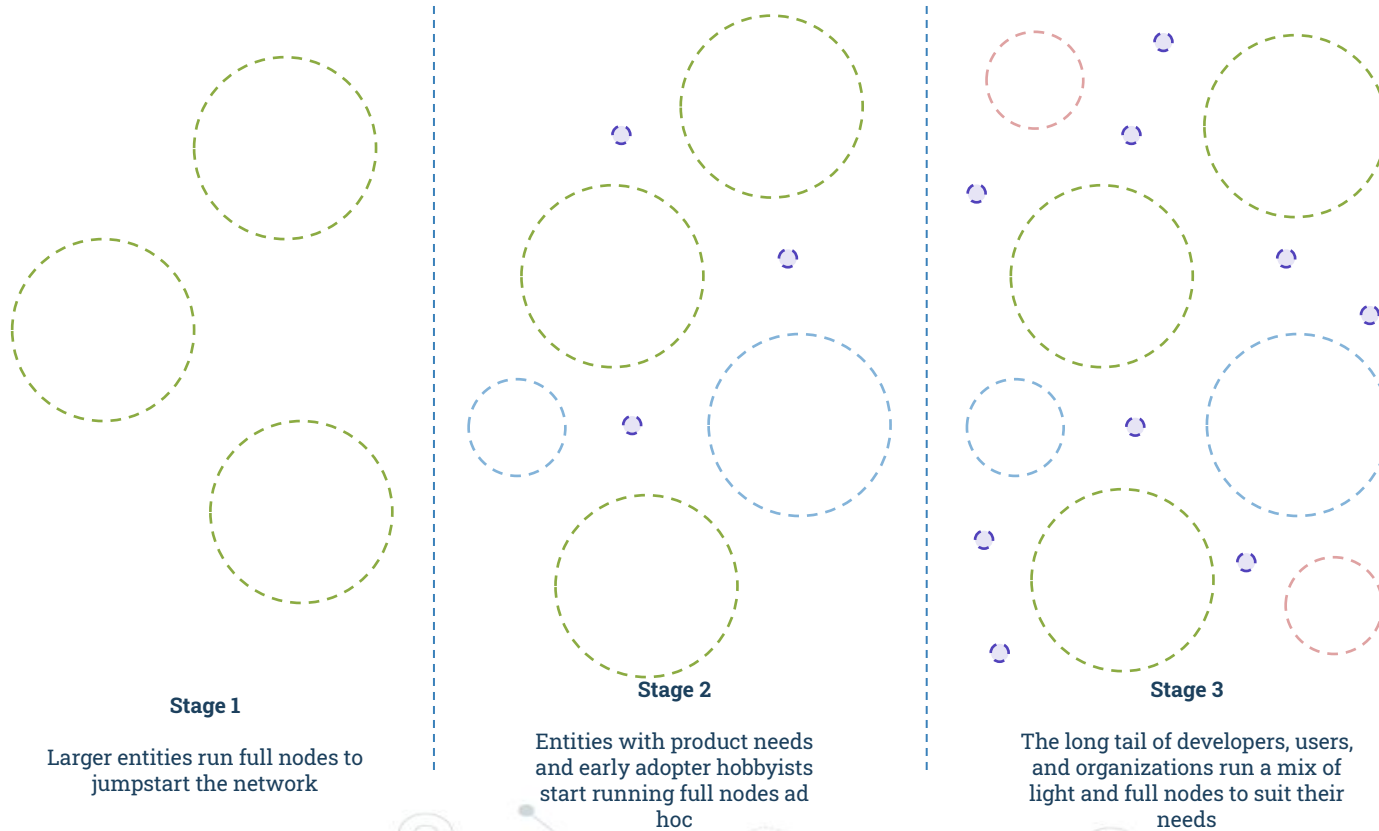 Stage 1
Larger entities run full nodes to
jumpstart the network
Stage 2
Entities with product needs
and early adopter hobbyists
start running full nodes ad
hoc
Stage 3
The long tail of developers, users,
and organizations run a mix of
light and full nodes to suit their
needs